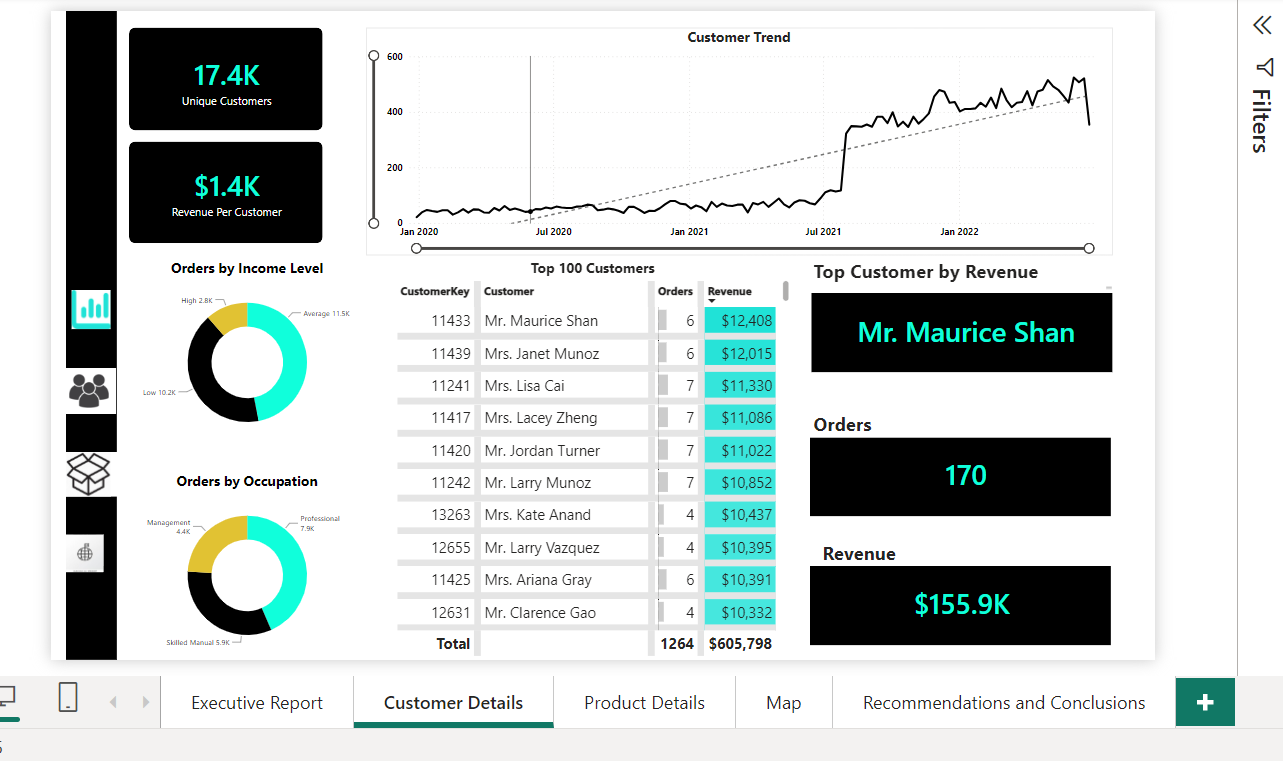 17.4K
Unique Customers
$1.4K
Revenue Per Customer
Customer Trend
600
400
200
0
Jan 2020
Jul 2020
Jan 2021
Jul 2021
Jan 2022
Filters
Orders by Income Level
High 2.8K
Average 11.5K
Low 10.2K
Orders by Occupation
Management
4.4K
Professional
7.9K
Skilled Manual 5.9K
Top 100 Customers
CustomerKey Customer Orders Revenue
11433 Mr. Maurice Shan 6 $12,408
11439 Mrs. Janet Munoz 6 $12,015
11241 Mrs. Lisa Cai 7 $11,330
11417 Mrs. Lacey Zheng 7 $11,086
11420 Mr. Jordan Turner 7 $11,022
11242 Mr. Larry Munoz 7 $10,852
13263 Mrs. Kate Anand 4 $10,437
12655 Mr. Larry Vazquez 4 $10,395
11425 Mrs. Ariana Gray 6 $10,391
12631 Mr. Clarence Gao 4 $10,332
Total 1264 $605,798
Top Customer by Revenue
Mr. Maurice Shan
Orders
170
Revenue
$155.9K
Executive Report
Customer Details
Product Details
Map
Recommendations and Conclusions